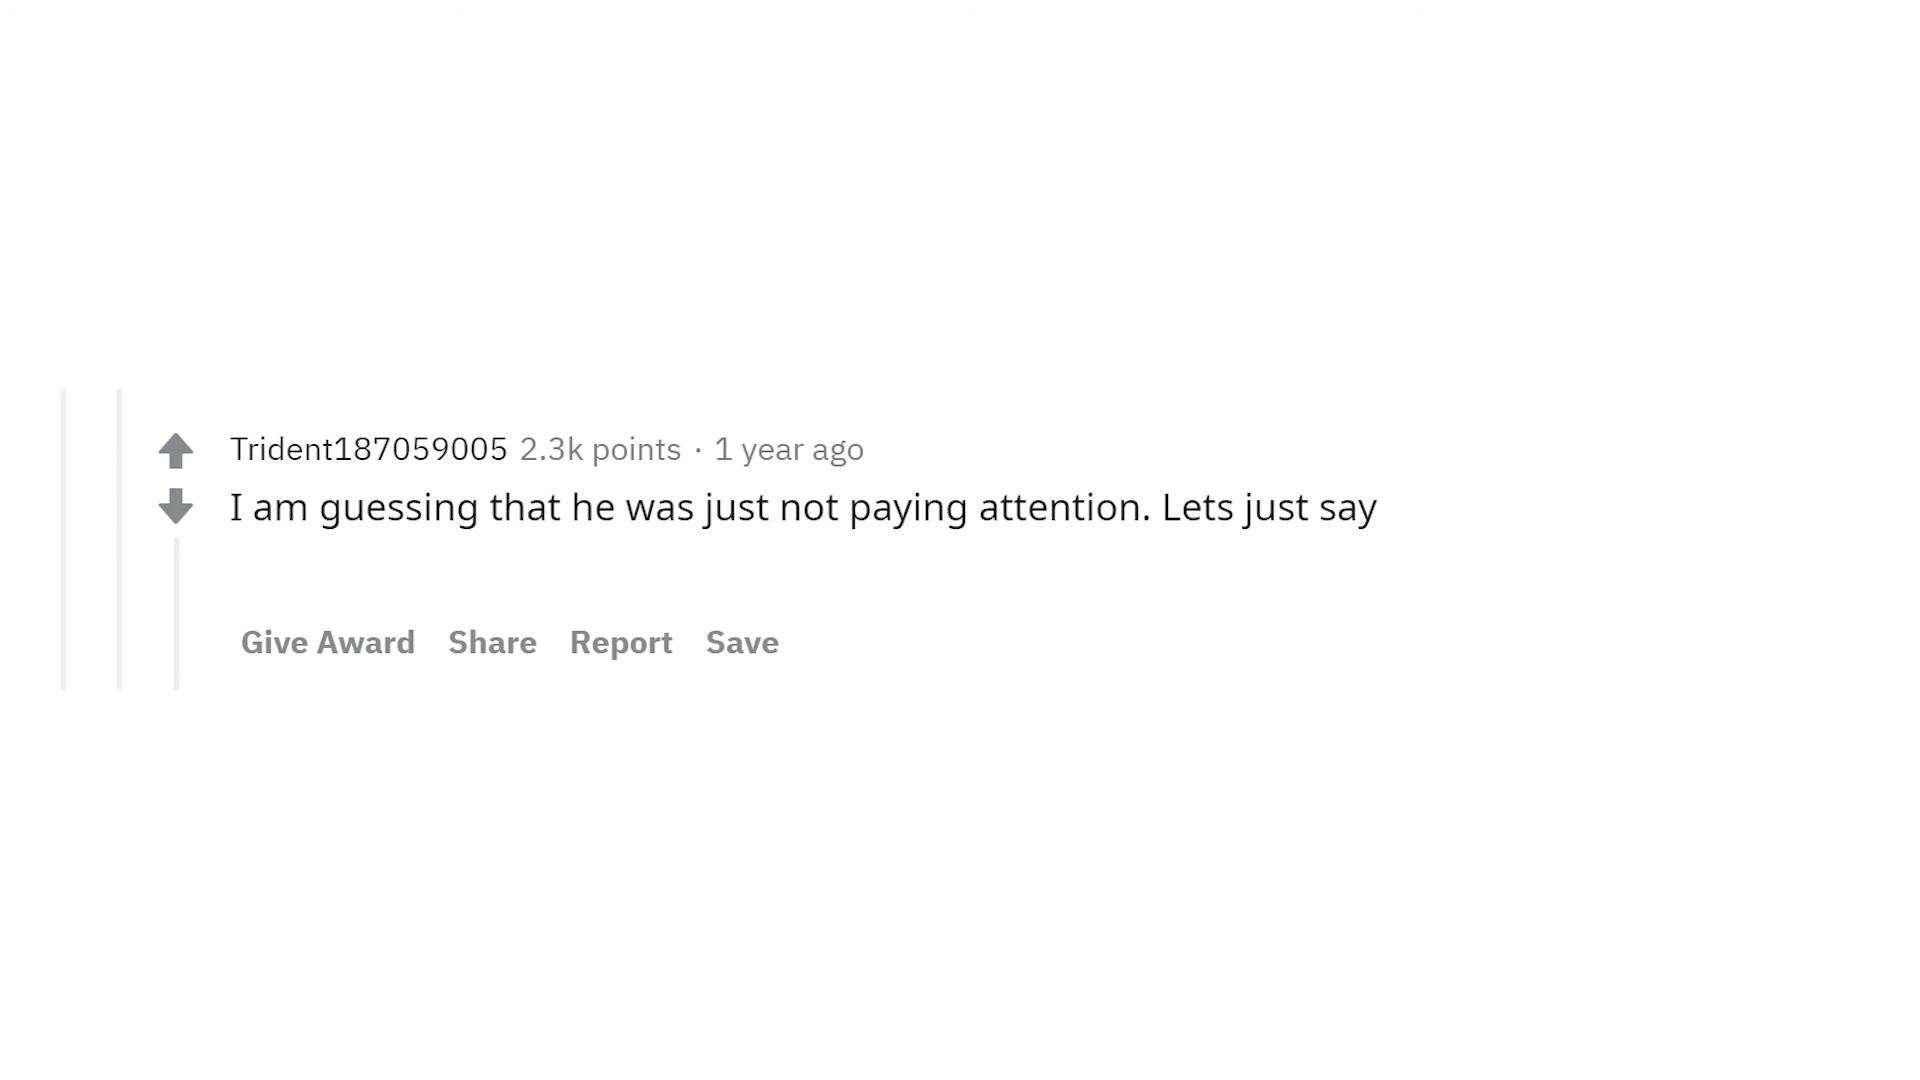 Trident187059005 2.3k points · 1 year ago
I am guessing that he was just not paying attention. Lets just say
Give Award Share Report Save